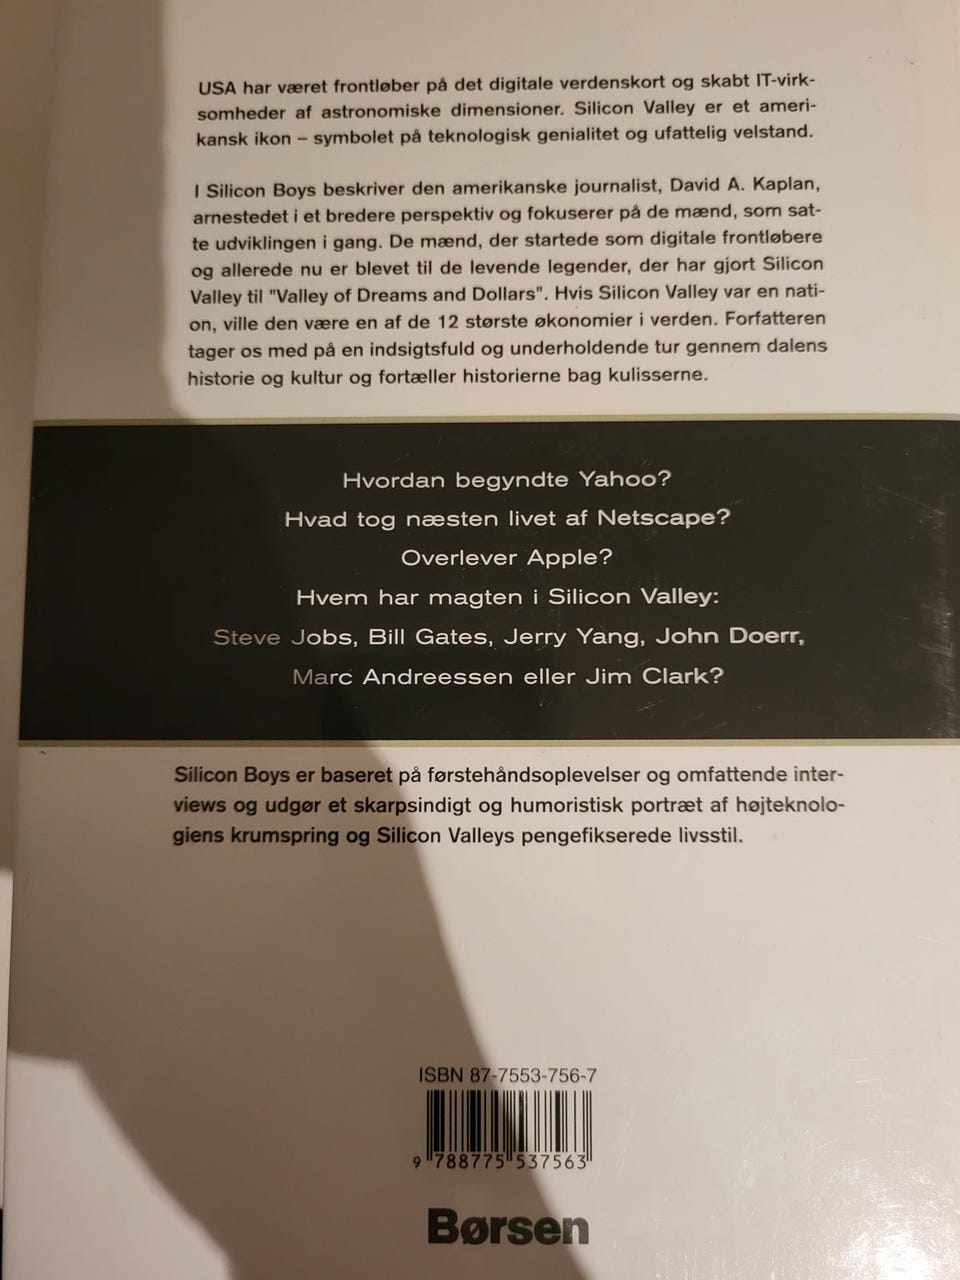 USA har været frontløber på det digitale verdenskort og skabt IT-virk-
somheder af astronomiske dimensioner. Silicon Valley er et ameri-
kansk ikon – symbolet på teknologisk genialitet og ufattelig velstand.
I Silicon Boys beskriver den amerikanske journalist, David A. Kaplan,
arnestedet i et bredere perspektiv og fokuserer på de mænd, som sat-
te udviklingen i gang. De mænd, der startede som digitale frontløbere
og allerede nu er blevet til de levende legender, der har gjort Silicon
Valley til "Valley of Dreams and Dollars". Hvis Silicon Valley var en nati-
on, ville den være en af de 12 største økonomier i verden. Forfatteren
tager os med på en indsigtsfuld og underholdende tur gennem dalens
historie og kultur og fortæller historierne bag kulisserne.
Hvordan begyndte Yahoo?
Hvad tog næsten livet af Netscape?
Overlever Apple?
Hvem har magten i Silicon Valley:
Steve Jobs, Bill Gates, Jerry Yang, John Doerr,
Marc Andreessen eller Jim Clark?
Silicon Boys er baseret på førstehåndsoplevelser og omfattende inter-
views og udgør et skarpsindigt og humoristisk portræt af højteknolo-
giens krumspring og Silicon Valleys pengefikserede livsstil.
ISBN 87-7553-756-7
9 788775 537563
Børsen